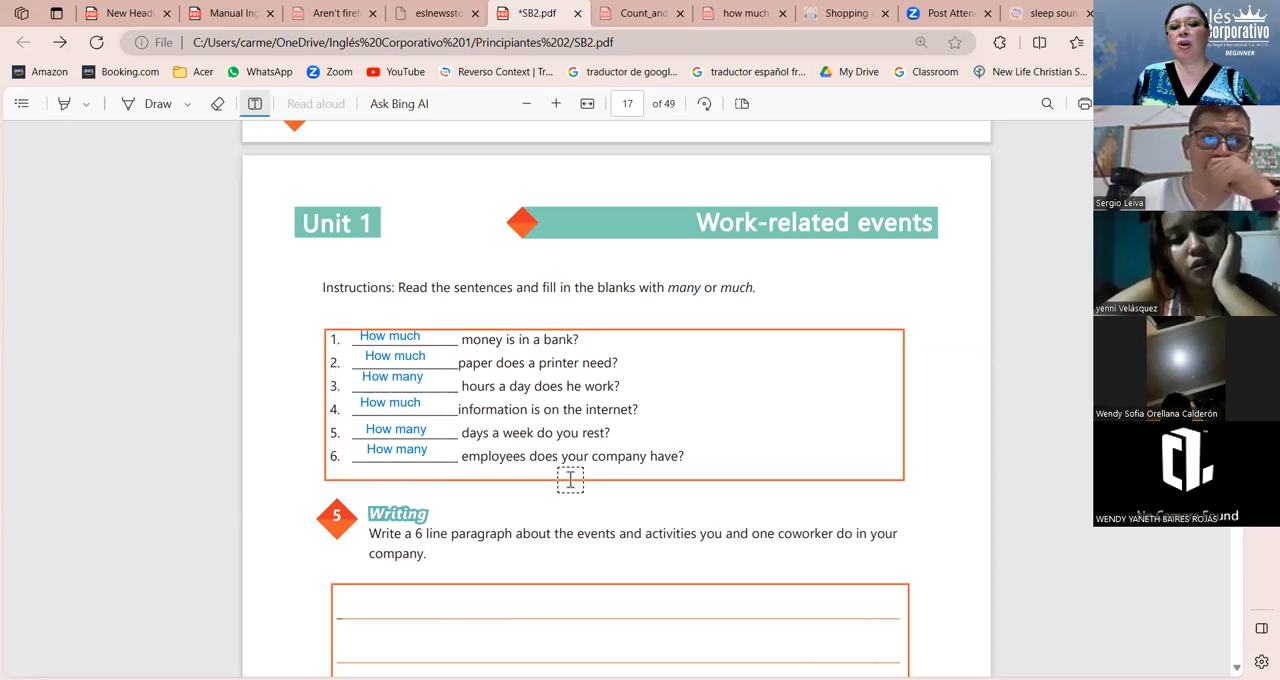 New Head
Manual Ing
Aren't firef
eslnewssto
*SB2.pdf
Count_and
how much
Shopping a
Post Atten
sleep soun
File C:/Users/carme/OneDrive/Inglés%20Corporativo%201/Principiantes%202/SB2.pdf
Amazon Booking.com Acer WhatsApp Zoom YouTube Reverso Context | Tr... traductor de googl... traductor español fr... My Drive Classroom New Life Christian S...
Draw Read aloud Ask Bing AI 17 of 49
Unit 1 Work-related events
Instructions: Read the sentences and fill in the blanks with many or much.
1. How much money is in a bank?
2. How much paper does a printer need?
3. How many hours a day does he work?
4. How much information is on the internet?
5. How many days a week do you rest?
6. How many employees does your company have?
5 Writing
Write a 6 line paragraph about the events and activities you and one coworker do in your
company.
Inglés
Corporativo
BEGINNER
Sergio Leiva
yenni Velásquez
Wendy Sofia Orellana Calderón
No Camera Found
WENDY YANETH BAIRES ROJAS